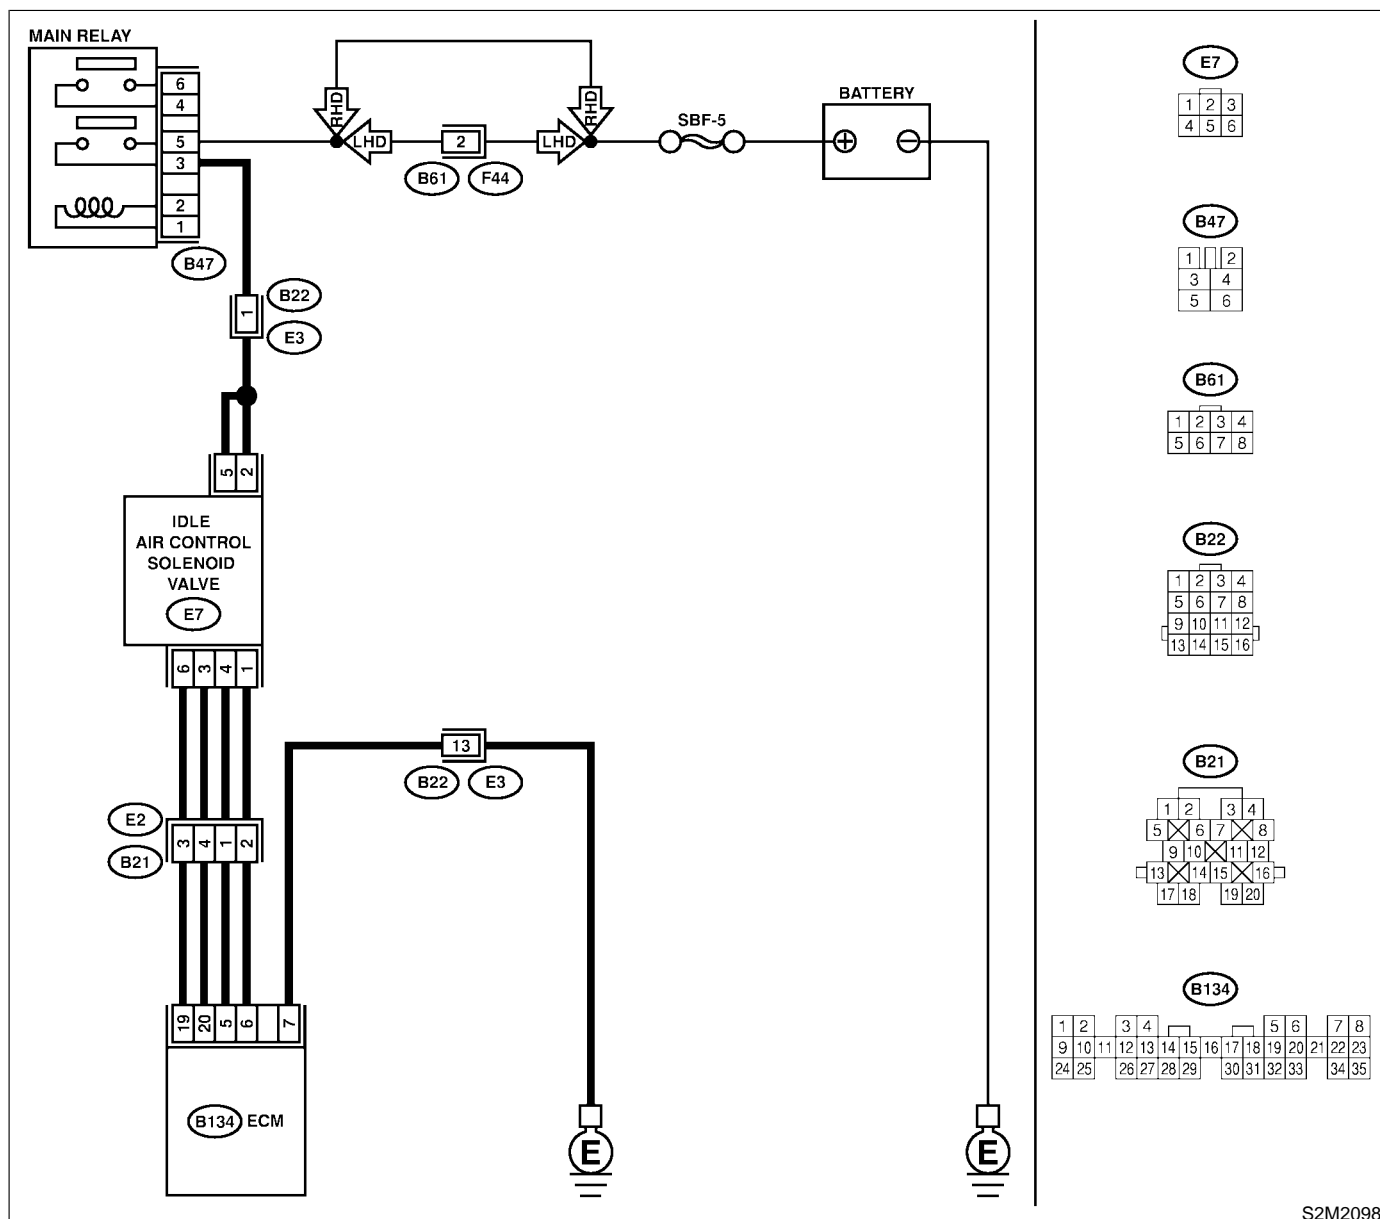 MAIN RELAY
6
4
5
3
2
1
B47
RHD
LHD
2
B61
F44
LHD
RHD
SBF-5
BATTERY
+ −
1
B22
E3
5 2
IDLE
AIR CONTROL
SOLENOID
VALVE
E7
6 3 4 1
E2
B21
3 4 1 2
13
B22
E3
19 20 5 6 7
B134 ECM
E
E
E7
1 2 3
4 5 6
B47
1 2
3 4
5 6
B61
1 2 3 4
5 6 7 8
B22
1 2 3 4
5 6 7 8
9 10 11 12
13 14 15 16
B21
1 2 3 4
5 6 7 8
9 10 11 12
13 14 15 16
17 18 19 20
B134
1 2 3 4 5 6 7 8
9 10 11 12 13 14 15 16 17 18 19 20 21 22 23
24 25 26 27 28 29 30 31 32 33 34 35
S2M2098